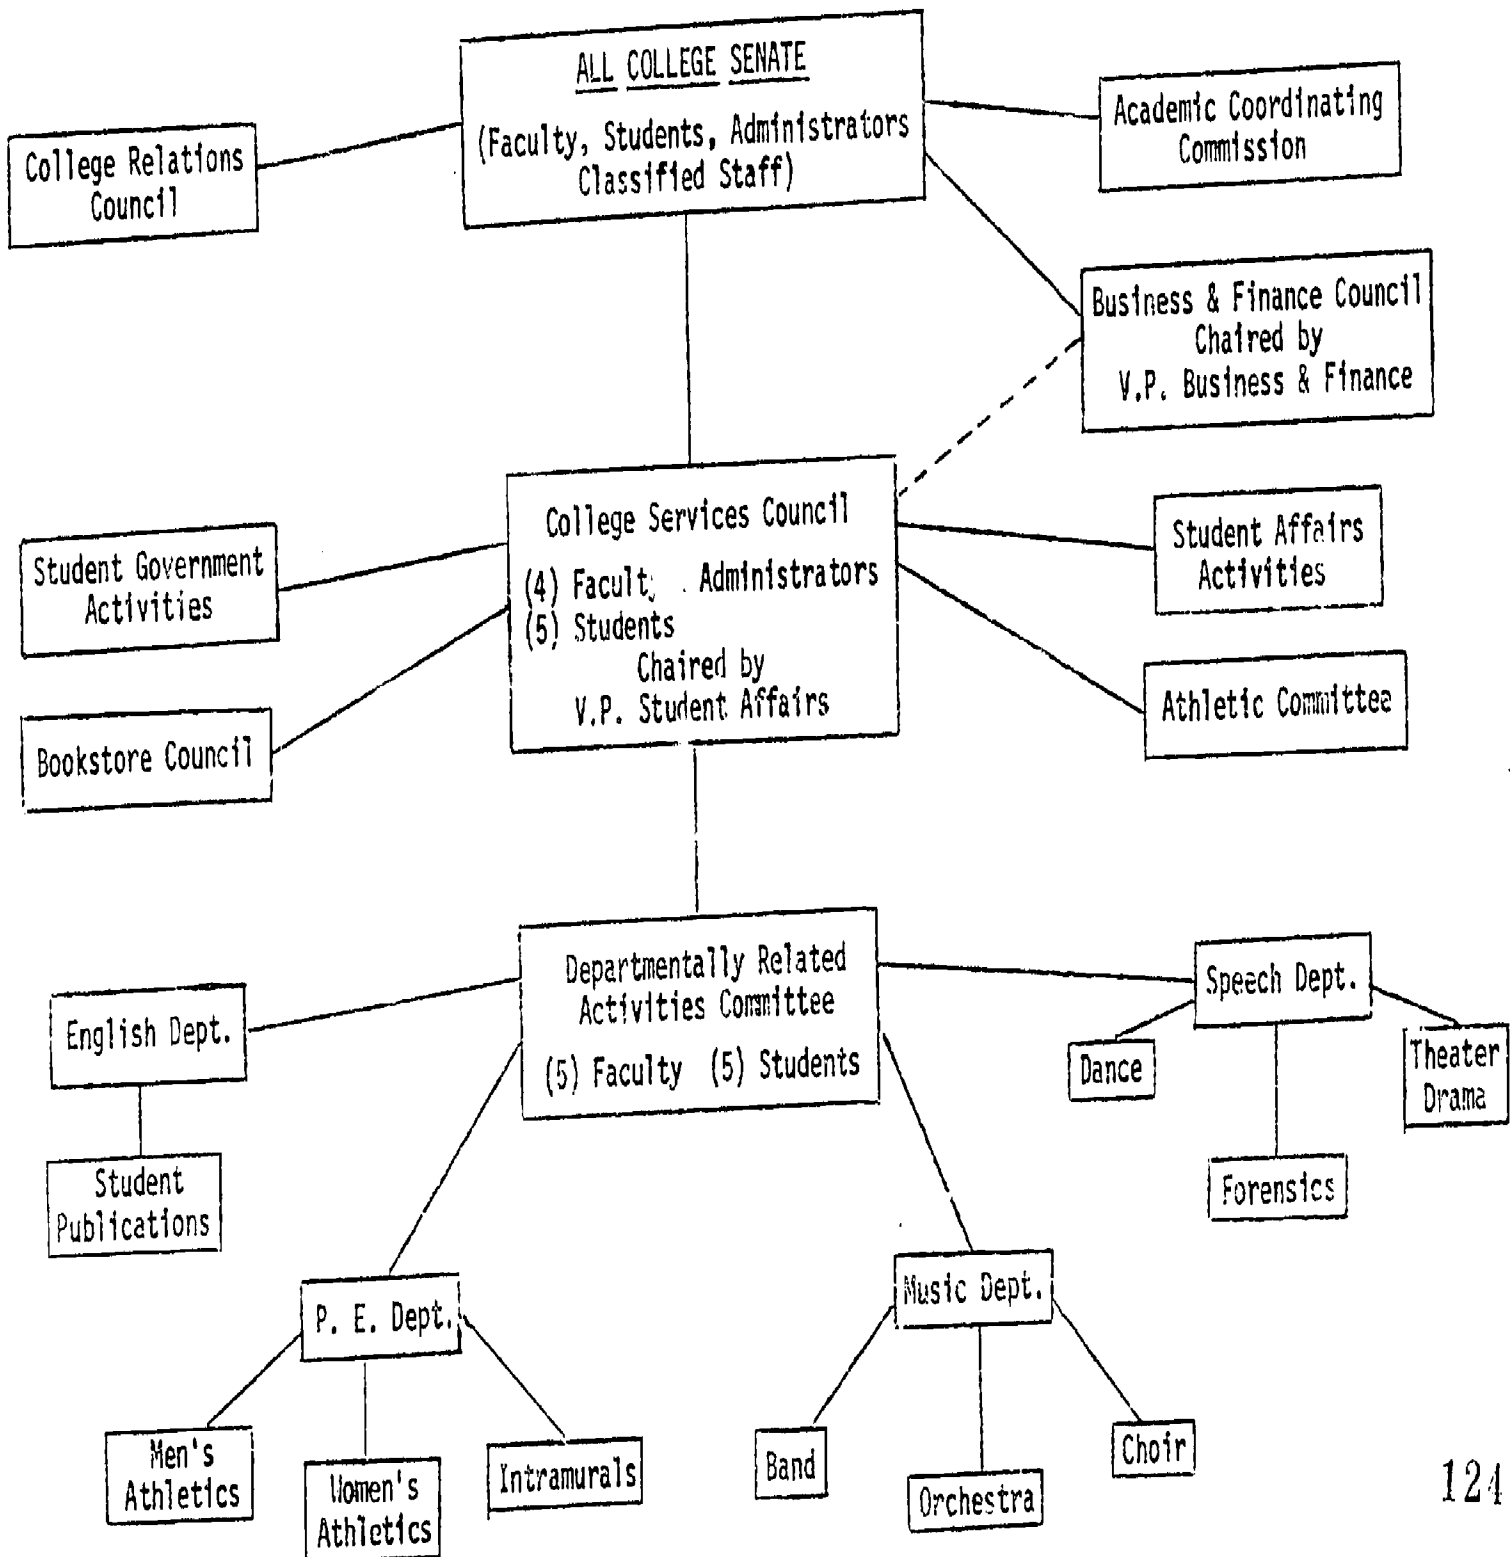 ALL COLLEGE SENATE
(Faculty, Students, Administrators
Classified Staff)
College Relations
Council
Academic Coordinating
Commission
Business & Finance Council
Chaired by
V.P. Business & Finance
College Services Council
(4) Administrators
(5) Students
Chaired by
V.P. Student Affairs
Student Government
Activities
Bookstore Council
Student Affairs
Activities
Athletic Committee
Departmentally Related
Activities Committee
(5) Faculty (5) Students
English Dept.
Student
Publications
Speech Dept.
Dance
Theater
Drama
Forensics
P. E. Dept.
Men's
Athletics
Women's
Athletics
Intramurals
Music Dept.
Band
Orchestra
Choir
124